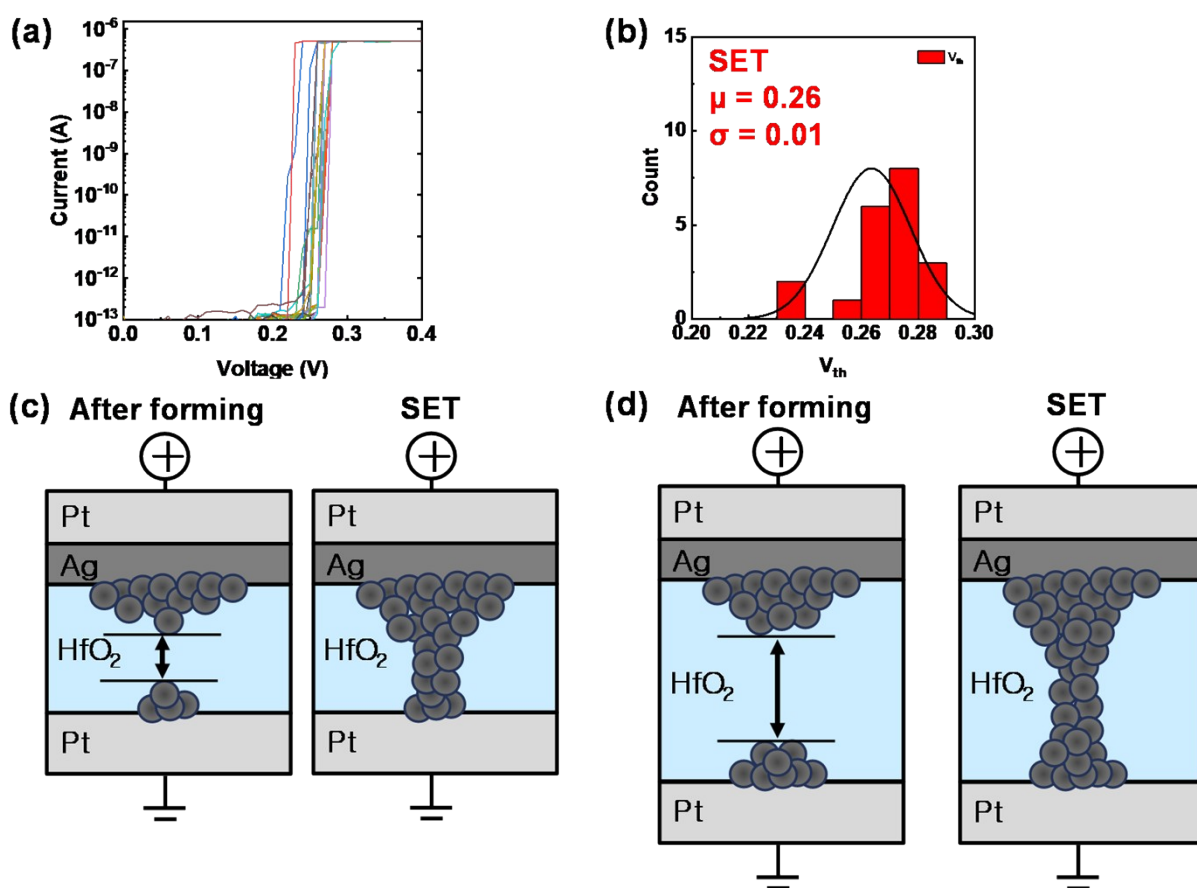 (a)
10⁻⁶
10⁻⁷
10⁻⁸
10⁻⁹
10⁻¹⁰
10⁻¹¹
10⁻¹²
10⁻¹³
Current (A)
0.0 0.1 0.2 0.3 0.4
Voltage (V)
(b)
15
10
5
0
Count
SET
μ = 0.26
σ = 0.01
Vth
0.20 0.22 0.24 0.26 0.28 0.30
Vth
(c) After forming SET
Pt
Ag
HfO₂
Pt
Pt
Ag
HfO₂
Pt
(d) After forming SET
Pt
Ag
HfO₂
Pt
Pt
Ag
HfO₂
Pt